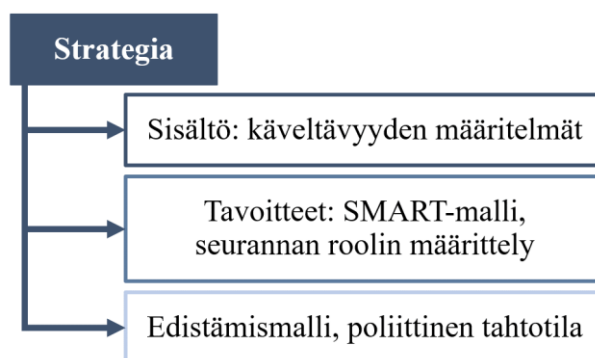 Strategia
Sisältö: käveltävyyden määritelmät
Tavoitteet: SMART-malli,
seurannan roolin määrittely
Edistämismalli, poliittinen tahtotila